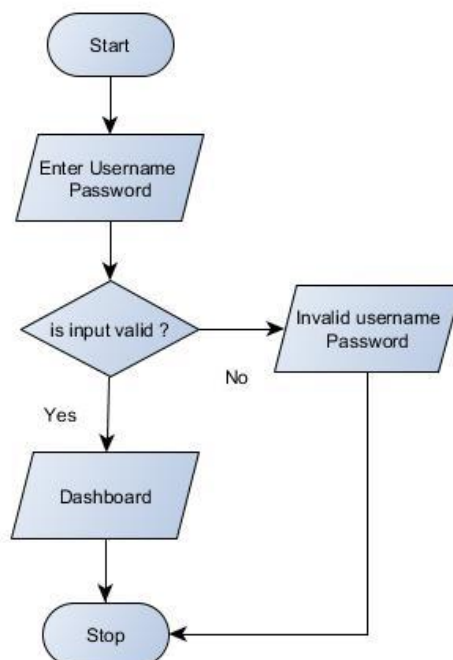 Start
Enter Username
Password
is input valid ?
Invalid username
Password
No
Yes
Dashboard
Stop